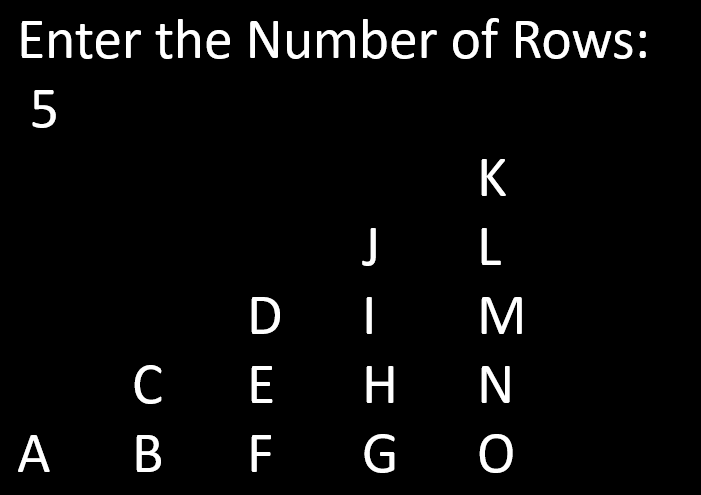 Enter the Number of Rows:
5
K
J L
D I M
C E H N
A B F G O